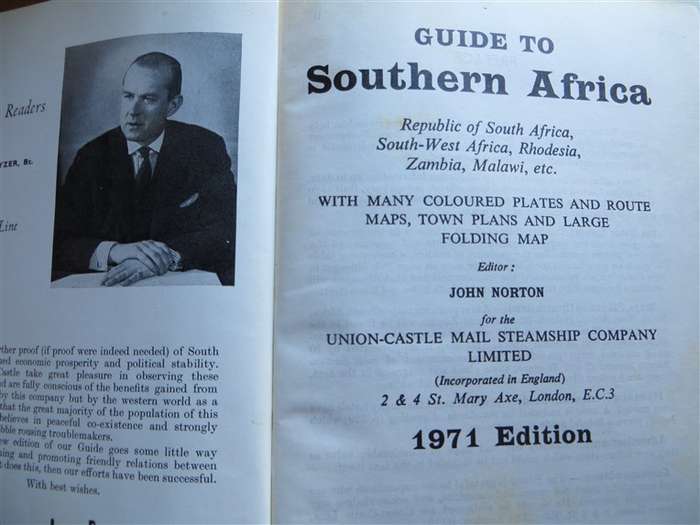 Readers
YZER, Bt.
Line
ther proof (if proof were indeed needed) of South
economic prosperity and political stability.
Castle take great pleasure in observing these
d are fully conscious of the benefits gained from
by this company but by the western world as a
that the great majority of the population of this
believes in peaceful co-existence and strongly
bble rousing troublemakers.
ew edition of our Guide goes some little way
ning and promoting friendly relations between
t does this, then our efforts have been successful.
With best wishes,
GUIDE TO
Southern Africa
Republic of South Africa,
South-West Africa, Rhodesia,
Zambia, Malawi, etc.
WITH MANY COLOURED PLATES AND ROUTE
MAPS, TOWN PLANS AND LARGE
FOLDING MAP
Editor :
JOHN NORTON
for the
UNION-CASTLE MAIL STEAMSHIP COMPANY
LIMITED
(Incorporated in England)
2 & 4 St. Mary Axe, London, E.C.3
1971 Edition